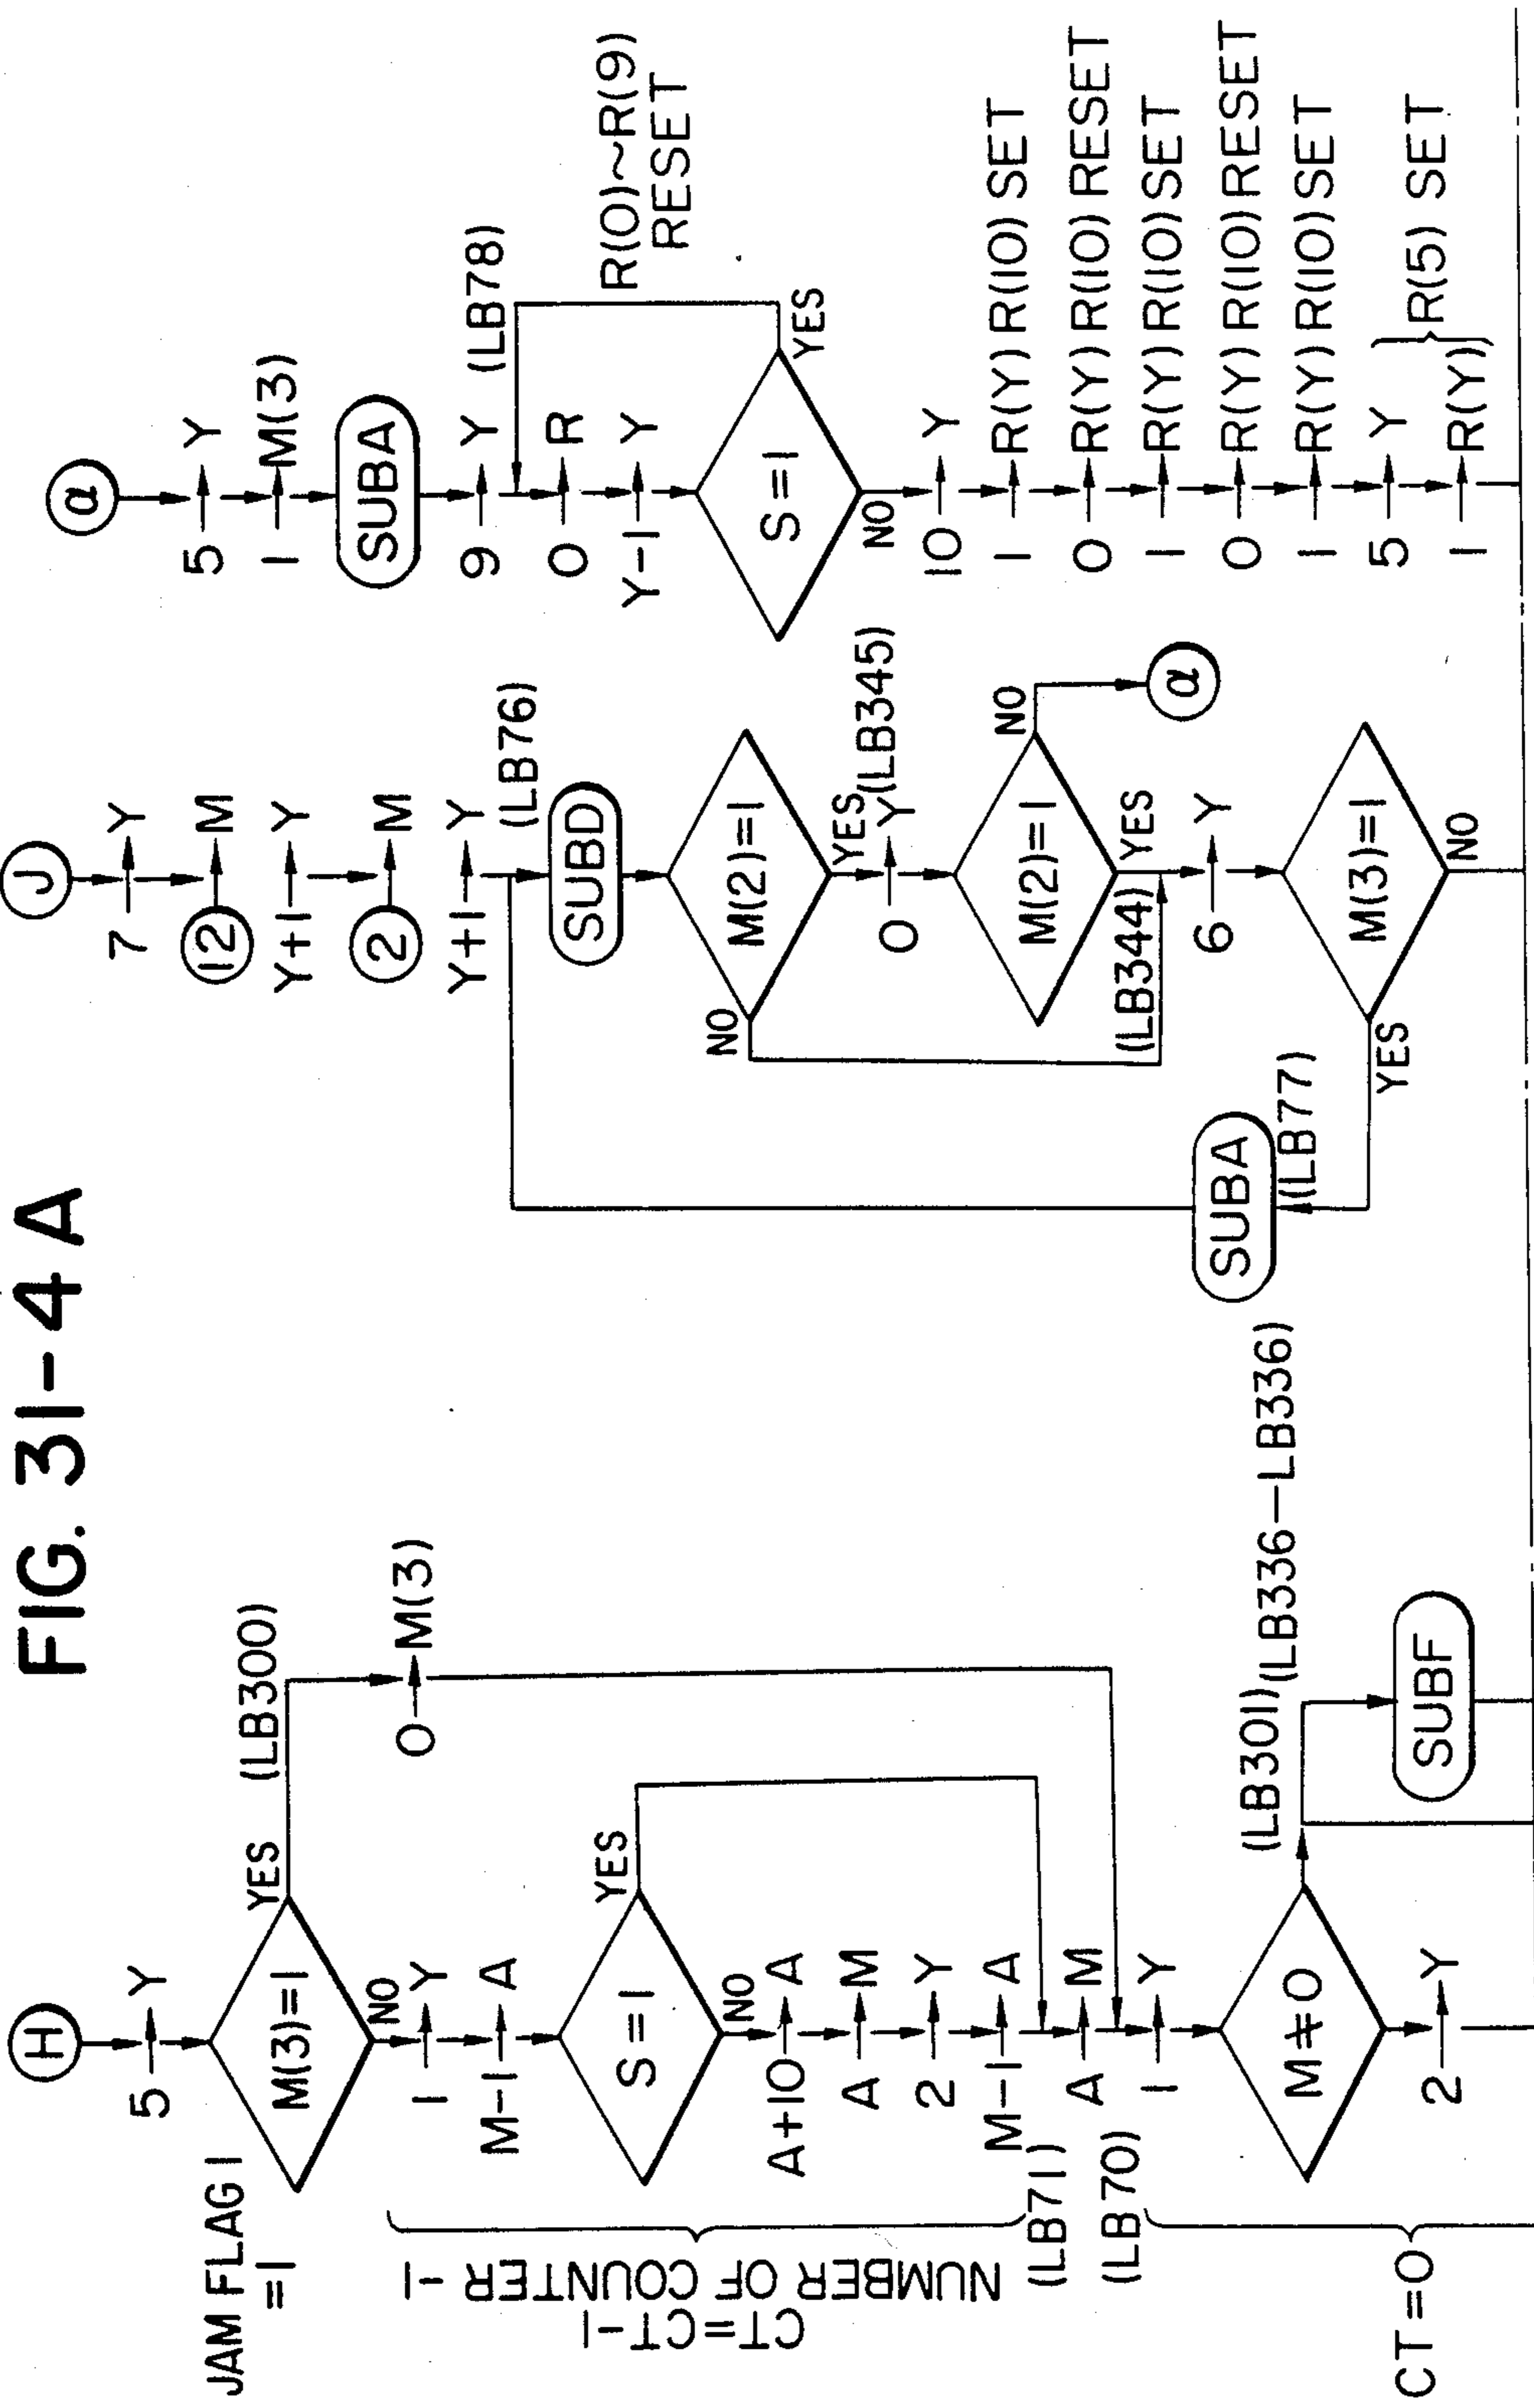 FIG. 31-4 A
H
5 → Y
JAM FLAG 1
=1
M(3)=1
YES
(LB300)
0 → M(3)
NO
1 → Y
M-1 → A
CT=CT-1
NUMBER OF COUNTER -1
S=1
YES
NO
A+10 → A
A → M
2 → Y
M-1 → A
(LB71)
A → M
(LB70)
1 → Y
CT=0
M≠0
(LB301)
(LB336-LB336)
SUBF
2 → Y
J
7 → Y
12 → M
Y+1 → Y
2 → M
Y+1 → Y
(LB76)
SUBD
M(2)=1
NO
YES
(LB345)
0 → Y
M(2)=1
NO
α
YES
(LB344)
6 → Y
M(3)=1
YES
NO
(LB77)
SUBA
α
5 → Y
1 → M(3)
SUBA
9 → Y
(LB78)
0 → R
R(0)~R(9)
RESET
Y-1 → Y
S=1
YES
NO
10 → Y
1 → R(Y) R(10) SET
0 → R(Y) R(10) RESET
1 → R(Y) R(10) SET
0 → R(Y) R(10) RESET
1 → R(Y) R(10) SET
5 → Y
R(5) SET
1 → R(Y)